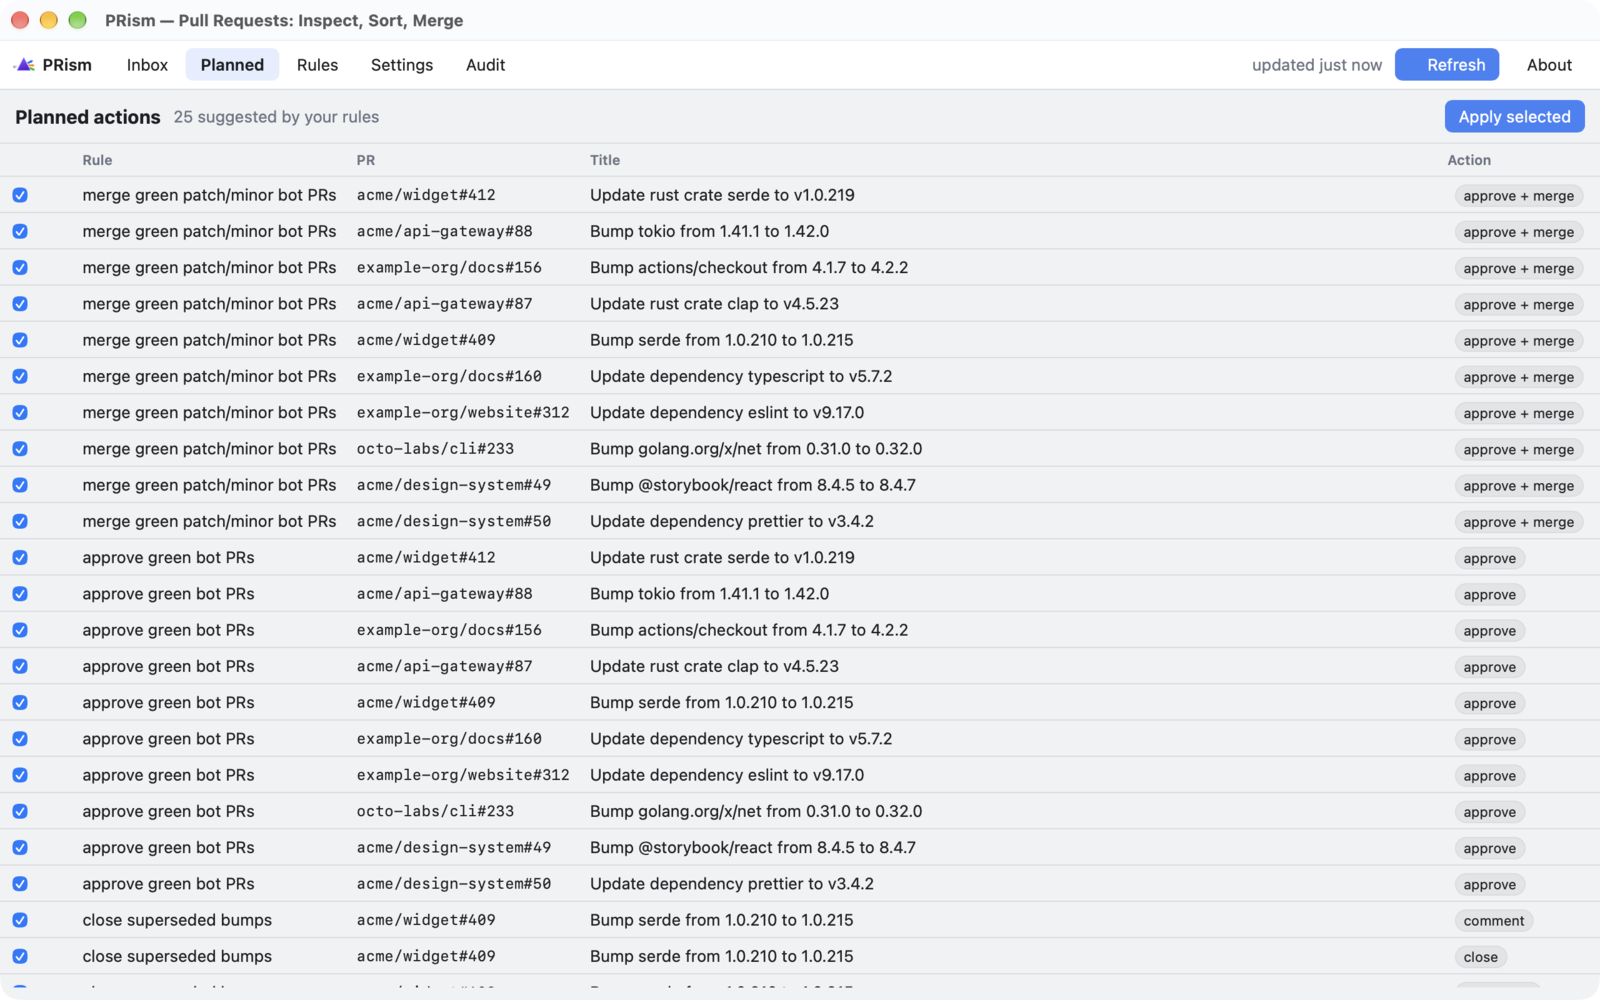 PRism — Pull Requests: Inspect, Sort, Merge
PRism Inbox Planned Rules Settings Audit updated just now Refresh About
Planned actions 25 suggested by your rules Apply selected
Rule PR Title Action
merge green patch/minor bot PRs acme/widget#412 Update rust crate serde to v1.0.219 approve + merge
merge green patch/minor bot PRs acme/api-gateway#88 Bump tokio from 1.41.1 to 1.42.0 approve + merge
merge green patch/minor bot PRs example-org/docs#156 Bump actions/checkout from 4.1.7 to 4.2.2 approve + merge
merge green patch/minor bot PRs acme/api-gateway#87 Update rust crate clap to v4.5.23 approve + merge
merge green patch/minor bot PRs acme/widget#409 Bump serde from 1.0.210 to 1.0.215 approve + merge
merge green patch/minor bot PRs example-org/docs#160 Update dependency typescript to v5.7.2 approve + merge
merge green patch/minor bot PRs example-org/website#312 Update dependency eslint to v9.17.0 approve + merge
merge green patch/minor bot PRs octo-labs/cli#233 Bump golang.org/x/net from 0.31.0 to 0.32.0 approve + merge
merge green patch/minor bot PRs acme/design-system#49 Bump @storybook/react from 8.4.5 to 8.4.7 approve + merge
merge green patch/minor bot PRs acme/design-system#50 Update dependency prettier to v3.4.2 approve + merge
approve green bot PRs acme/widget#412 Update rust crate serde to v1.0.219 approve
approve green bot PRs acme/api-gateway#88 Bump tokio from 1.41.1 to 1.42.0 approve
approve green bot PRs example-org/docs#156 Bump actions/checkout from 4.1.7 to 4.2.2 approve
approve green bot PRs acme/api-gateway#87 Update rust crate clap to v4.5.23 approve
approve green bot PRs acme/widget#409 Bump serde from 1.0.210 to 1.0.215 approve
approve green bot PRs example-org/docs#160 Update dependency typescript to v5.7.2 approve
approve green bot PRs example-org/website#312 Update dependency eslint to v9.17.0 approve
approve green bot PRs octo-labs/cli#233 Bump golang.org/x/net from 0.31.0 to 0.32.0 approve
approve green bot PRs acme/design-system#49 Bump @storybook/react from 8.4.5 to 8.4.7 approve
approve green bot PRs acme/design-system#50 Update dependency prettier to v3.4.2 approve
close superseded bumps acme/widget#409 Bump serde from 1.0.210 to 1.0.215 comment
close superseded bumps acme/widget#409 Bump serde from 1.0.210 to 1.0.215 close